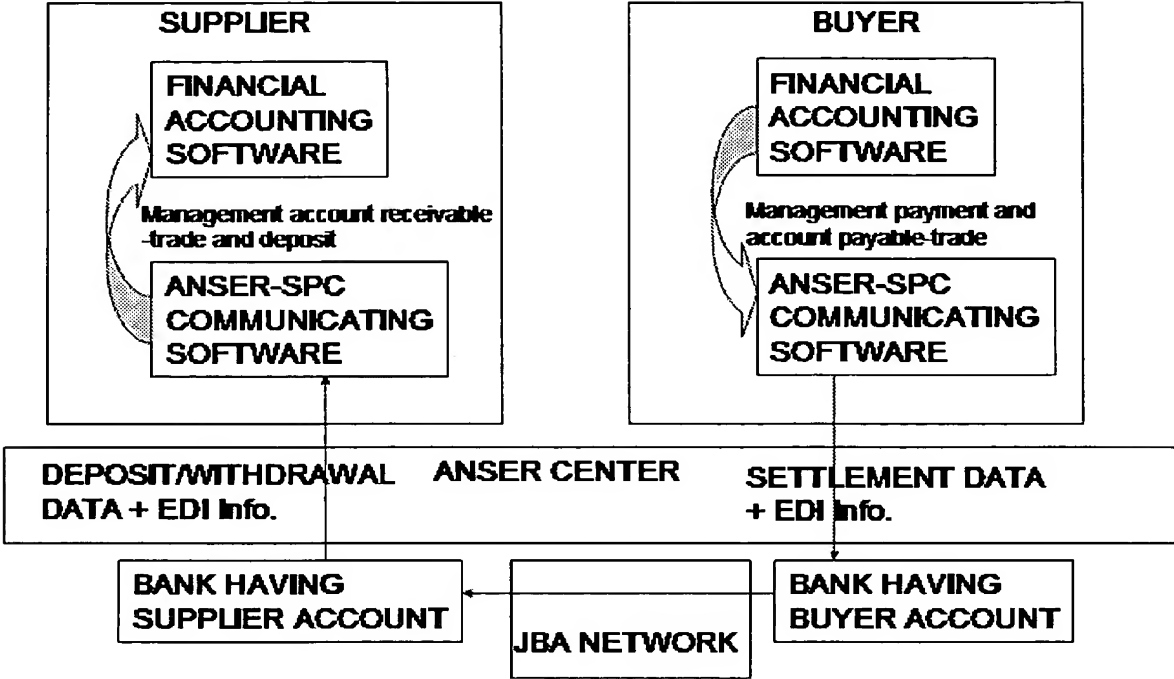 SUPPLIER
FINANCIAL
ACCOUNTING
SOFTWARE
Management account receivable
-trade and deposit
ANSER-SPC
COMMUNICATING
SOFTWARE
BUYER
FINANCIAL
ACCOUNTING
SOFTWARE
Management payment and
account payable-trade
ANSER-SPC
COMMUNICATING
SOFTWARE
DEPOSIT/WITHDRAWAL
DATA + EDI Info.
ANSER CENTER
SETTLEMENT DATA
+ EDI Info.
BANK HAVING
SUPPLIER ACCOUNT
JBA NETWORK
BANK HAVING
BUYER ACCOUNT